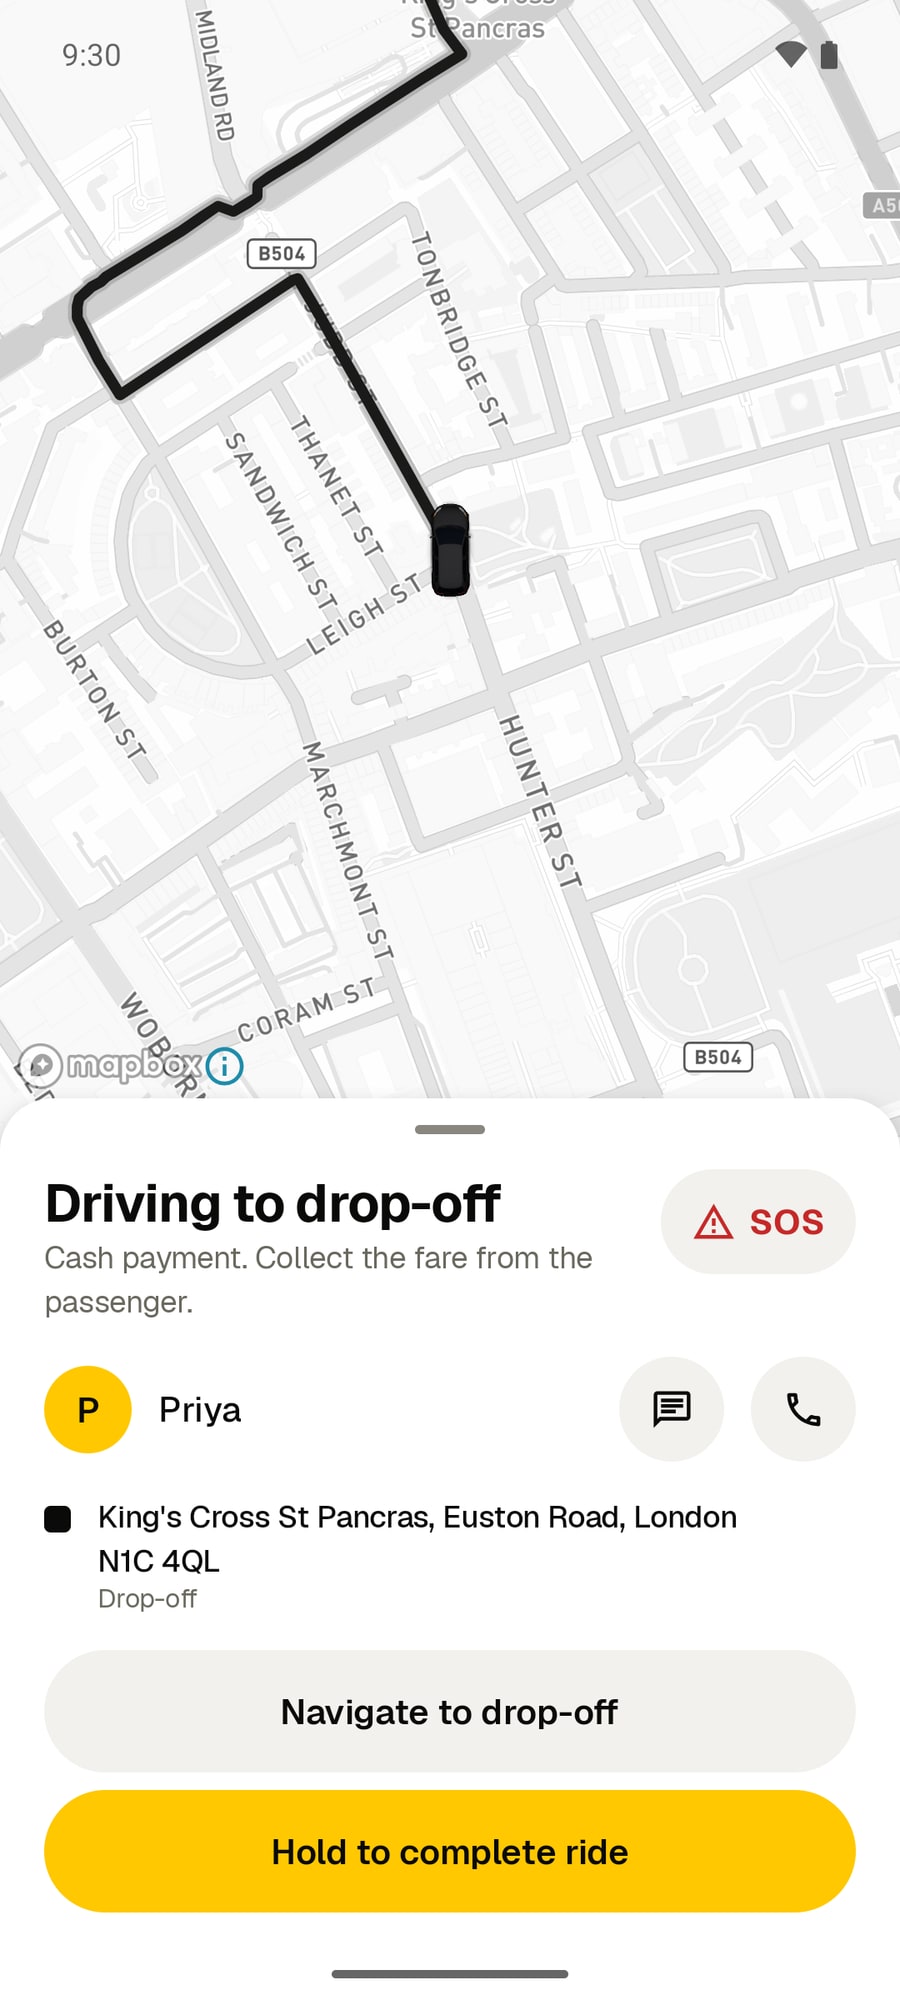 St Pancras
9:30
MIDLAND RD
B504
TONBRIDGE ST
JUDD ST
THANET ST
SANDWICH ST
LEIGH ST
BURTON ST
HUNTER ST
MARCHMONT ST
CORAM ST
B504
mapbox
Driving to drop-off
SOS
Cash payment. Collect the fare from the
passenger.
P
Priya
King's Cross St Pancras, Euston Road, London
N1C 4QL
Drop-off
Navigate to drop-off
Hold to complete ride